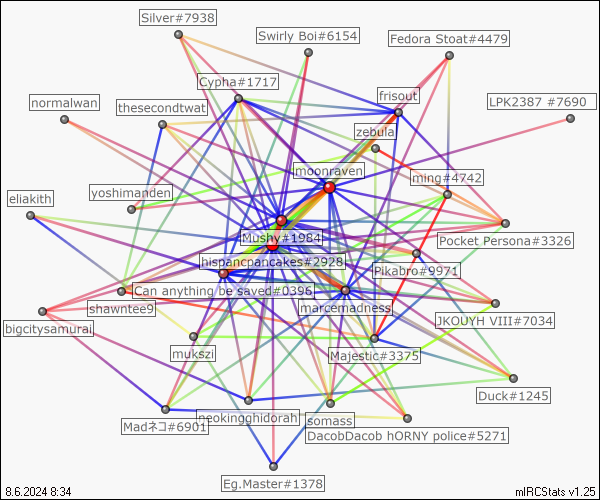 Silver#7938
Swirly Boi#6154
Fedora Stoat#4479
Cypha#1717
frisout
normalwan
thesecondtwat
LPK2387 #7690
zebula
moonraven
ming#4742
eliakith
yoshimanden
Mushy#1984
Pocket Persona#3326
hispancpancakes#2928
Pikabro#9971
Can anything be saved#0396
shawntee9
marcemadness
JKOUYH VIII#7034
bigcitysamurai
mukszi
Majestic#3375
Duck#1245
Madネコ#6901
neokingghidorah
somass
DacobDacob hORNY police#5271
Eg.Master#1378
8.6.2024 8:34
mIRCStats v1.25